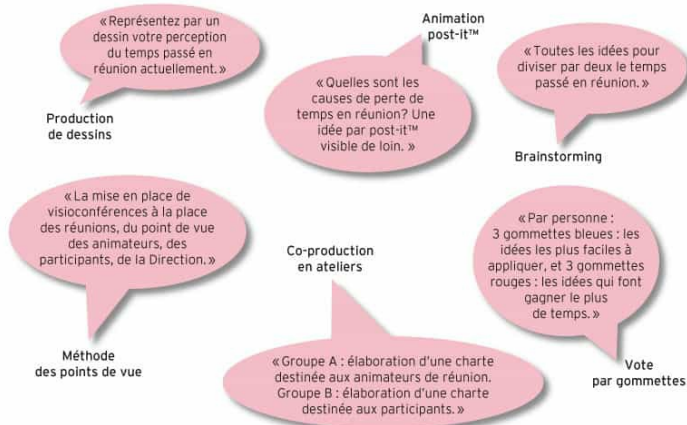 « Représentez par un
dessin votre perception
du temps passé en
réunion actuellement. »
Production
de dessins
Animation
post-it™
« Quelles sont les
causes de perte de
temps en réunion? Une
idée par post-it™
visible de loin. »
« Toutes les idées pour
diviser par deux le temps
passé en réunion. »
Brainstorming
« La mise en place de
visioconférences à la place
des réunions, du point de vue
des animateurs, des
participants, de la Direction. »
Méthode
des points de vue
Co-production
en ateliers
« Groupe A : élaboration d’une charte
destinée aux animateurs de réunion.
Groupe B : élaboration d’une charte
destinée aux participants. »
« Par personne :
3 gommettes bleues : les
idées les plus faciles à
appliquer, et 3 gommettes
rouges : les idées qui font
gagner le plus
de temps. »
Vote
par gommettes